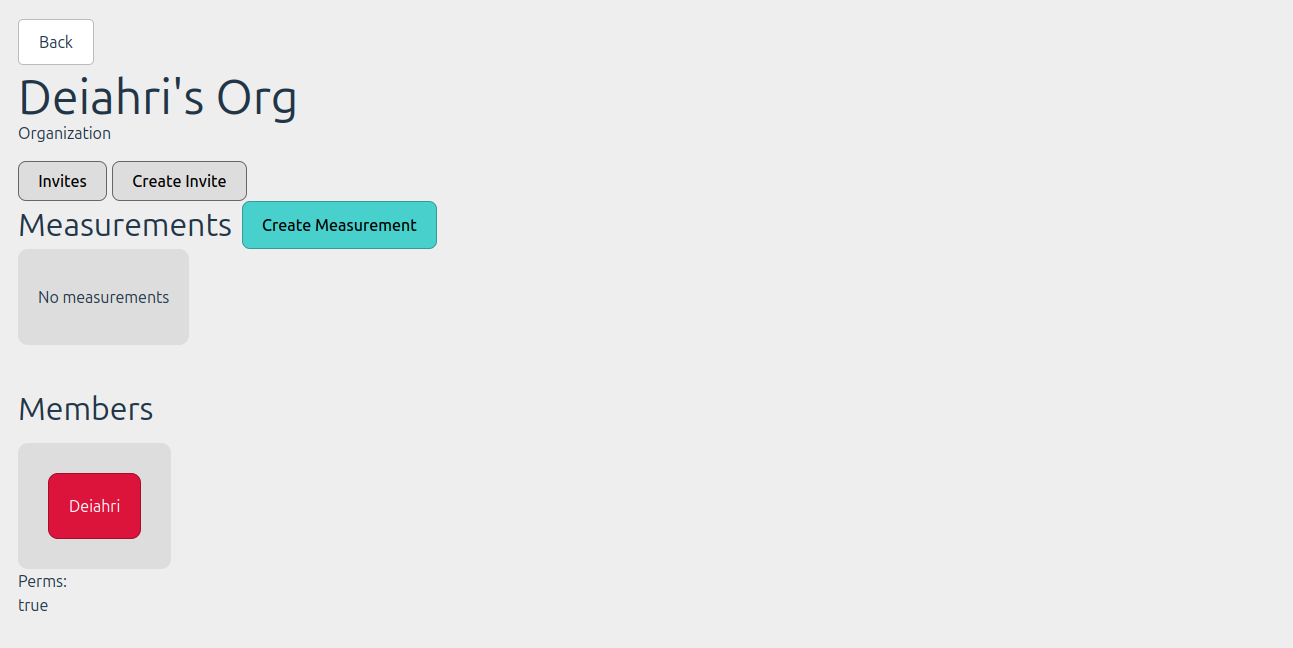 Back
Deiahri's Org
Organization
Invites Create Invite
Measurements Create Measurement
No measurements
Members
Deiahri
Perms:
true